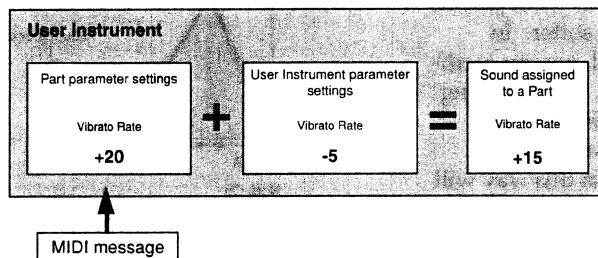 User Instrument
Part parameter settings
Vibrato Rate
+20
+
User Instrument parameter
settings
Vibrato Rate
-5
=
Sound assigned
to a Part
Vibrato Rate
+15
MIDI message